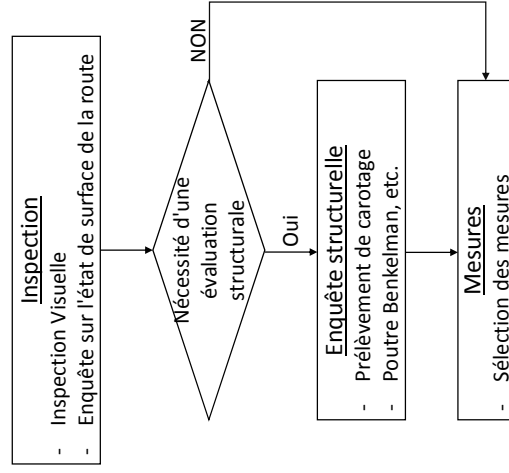 Inspection
- Inspection Visuelle
- Enquête sur l'état de surface de la route
Nécessité d'une
évaluation
structurale
NON
Oui
Enquête structurelle
- Prélèvement de carotage
- Poutre Benkelman, etc.
Mesures
- Sélection des mesures